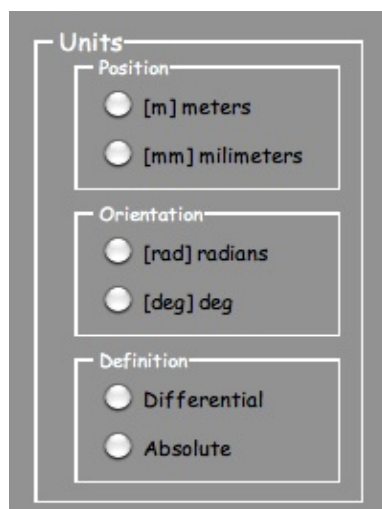 Units
Position
[m] meters
[mm] milimeters
Orientation
[rad] radians
[deg] deg
Definition
Differential
Absolute